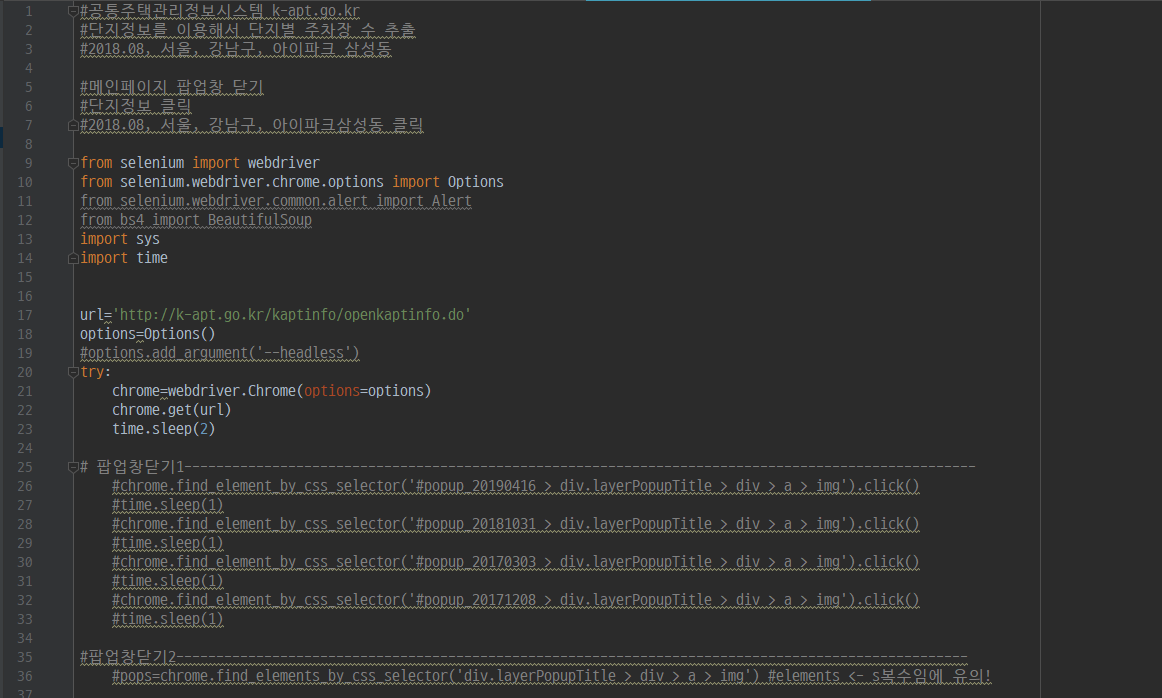 1 #공통주택관리정보시스템 k-apt.go.kr
2 #단지정보를 이용해서 단지별 주차장 수 추출
3 #2018.08, 서울, 강남구, 아이파크 삼성동
4
5 #메인페이지 팝업창 닫기
6 #단지정보 클릭
7 #2018.08, 서울, 강남구, 아이파크삼성동 클릭
8
9 from selenium import webdriver
10 from selenium.webdriver.chrome.options import Options
11 from selenium.webdriver.common.alert import Alert
12 from bs4 import BeautifulSoup
13 import sys
14 import time
15
16
17 url='http://k-apt.go.kr/kaptinfo/openkaptinfo.do'
18 options=Options()
19 #options.add_argument('--headless')
20 try:
21 chrome=webdriver.Chrome(options=options)
22 chrome.get(url)
23 time.sleep(2)
24
25 # 팝업창닫기1---------------------------------------------------------------------------------------------------
26 #chrome.find_element_by_css_selector('#popup_20190416 > div.layerPopupTitle > div > a > img').click()
27 #time.sleep(1)
28 #chrome.find_element_by_css_selector('#popup_20181031 > div.layerPopupTitle > div > a > img').click()
29 #time.sleep(1)
30 #chrome.find_element_by_css_selector('#popup_20170303 > div.layerPopupTitle > div > a > img').click()
31 #time.sleep(1)
32 #chrome.find_element_by_css_selector('#popup_20171208 > div.layerPopupTitle > div > a > img').click()
33 #time.sleep(1)
34
35 #팝업창닫기2---------------------------------------------------------------------------------------------------
36 #pops=chrome.find_elements_by_css_selector('div.layerPopupTitle > div > a > img') #elements <- s복수임에 유의!
37